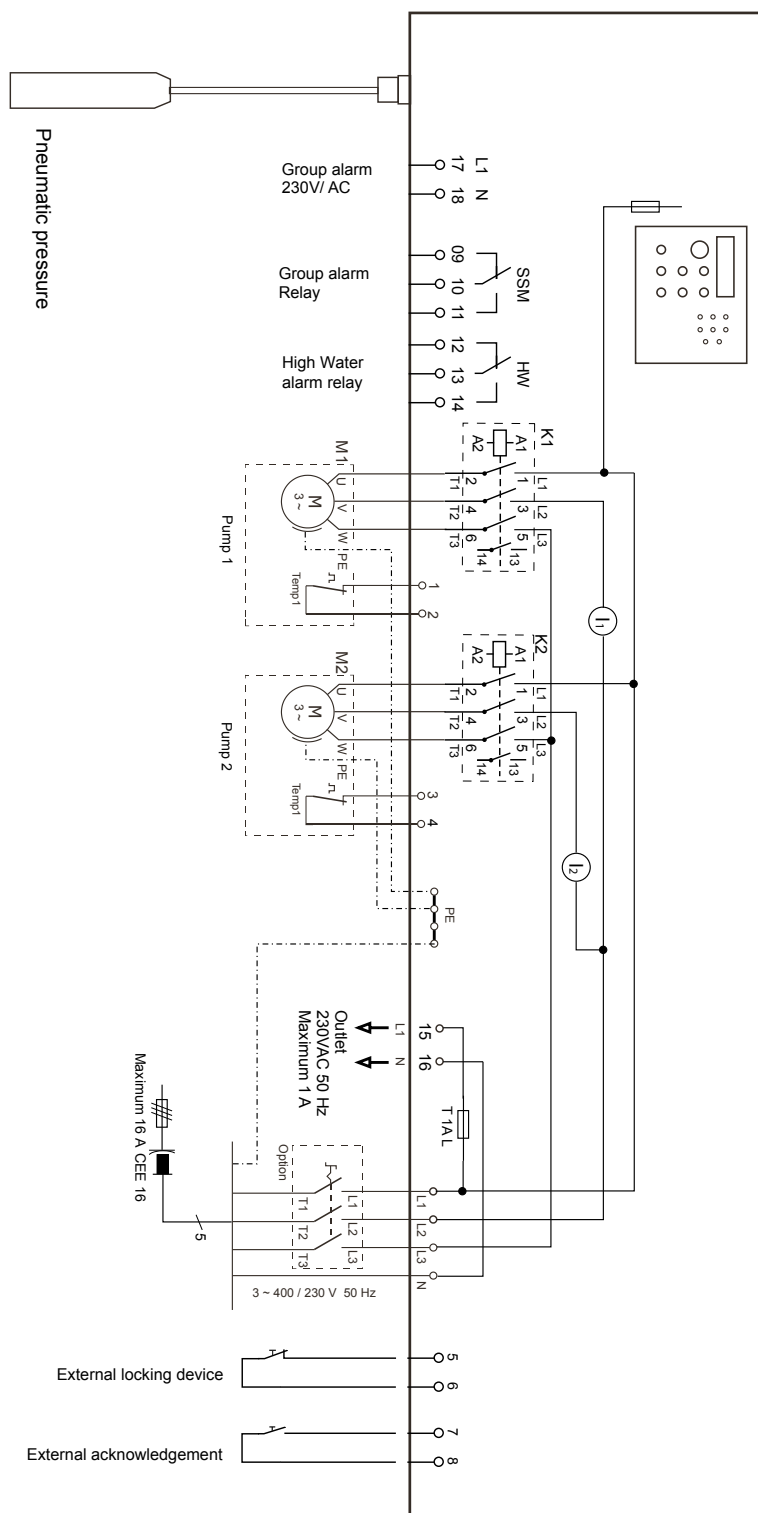 Pneumatic pressure
Group alarm
230V/ AC
17 L1
18 N
Group alarm
Relay
09
10
11
SSM
High Water
alarm relay
12
13
14
HW
K1
A1
A2
1 L1
3 L2
5 L3
13
2 T1
4 T2
6 T3
14
M1
U
V
W
PE
M
3 ~
Pump 1
Temp1
1
2
I1
K2
A1
A2
1 L1
3 L2
5 L3
13
2 T1
4 T2
6 T3
14
M2
U
V
W
PE
M
3 ~
Pump 2
Temp1
3
4
I2
PE
Outlet
230VAC 50 Hz
Maximum 1 A
L1 15
N 16
T 1A L
Maximum 16 A CEE 16
5
Option
T1 L1
T2 L2
T3 L3
L1
L2
L3
N
3 ~ 400 / 230 V 50 Hz
External locking device
5
6
External acknowledgement
7
8